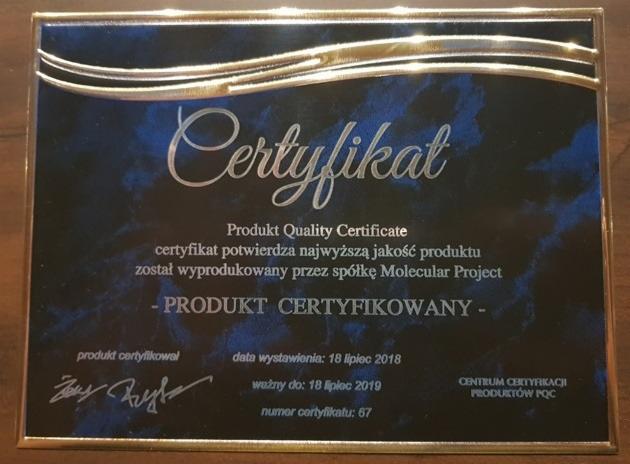 Certyfikat
Produkt Quality Certificate
certyfikat potwierdza najwyższą jakość produktu
został wyprodukowany przez spółkę Molecular Project
- PRODUKT CERTYFIKOWANY -
produkt certyfikował
data wystawienia: 18 lipiec 2018
ważny do: 18 lipiec 2019
numer certyfikatu: 67
CENTRUM CERTYFIKACJI
PRODUKTÓW PQC